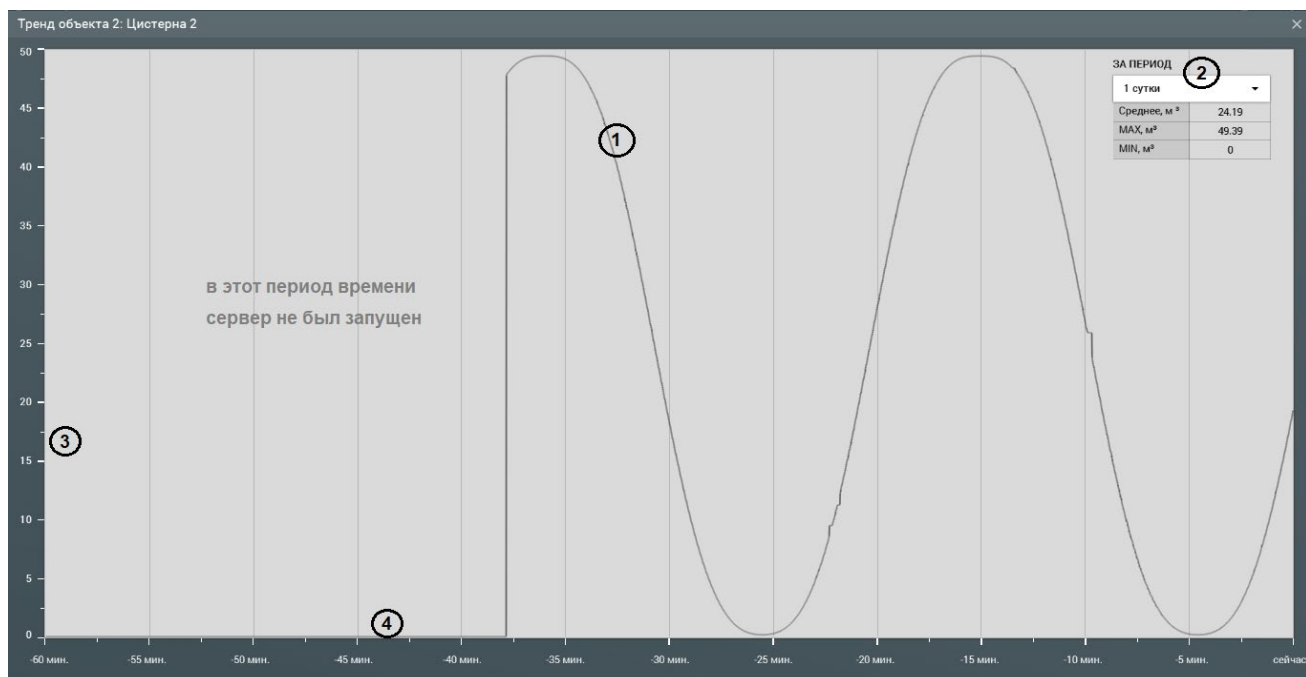 Тренд объекта 2: Цистерна 2
×
50
45
40
35
30
25
20
15
10
5
0
ЗА ПЕРИОД
1 сутки
Среднее, м ³ 24.19
MAX, м³ 49.39
MIN, м³ 0
1
2
3
4
в этот период времени
сервер не был запущен
-60 мин. -55 мин. -50 мин. -45 мин. -40 мин. -35 мин. -30 мин. -25 мин. -20 мин. -15 мин. -10 мин. -5 мин. сейчас